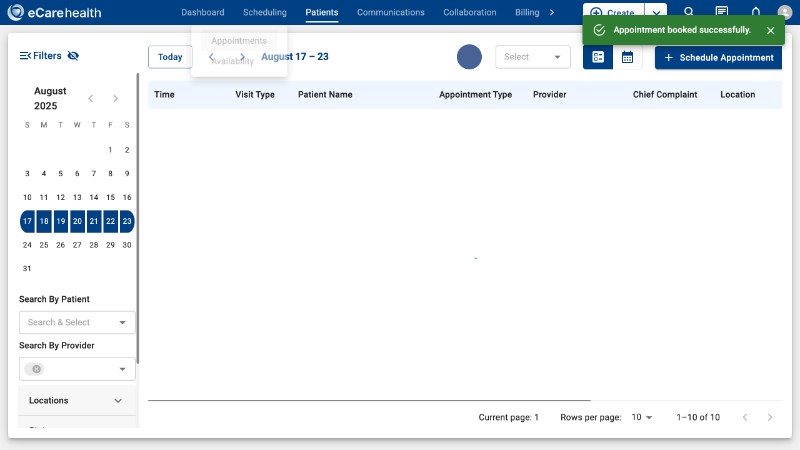 eCarehealth
Dashboard
Scheduling
Patients
Communications
Collaboration
Billing
Create
Appointment booked successfully.
Appointments
Availability
Filters
Today
August 17 – 23
Select
Schedule Appointment
August
2025
S M T W T F S
1 2
3 4 5 6 7 8 9
10 11 12 13 14 15 16
17 18 19 20 21 22 23
24 25 26 27 28 29 30
31
Search By Patient
Search & Select
Search By Provider
Locations
Time
Visit Type
Patient Name
Appointment Type
Provider
Chief Complaint
Location
-
Current page: 1
Rows per page: 10
1–10 of 10